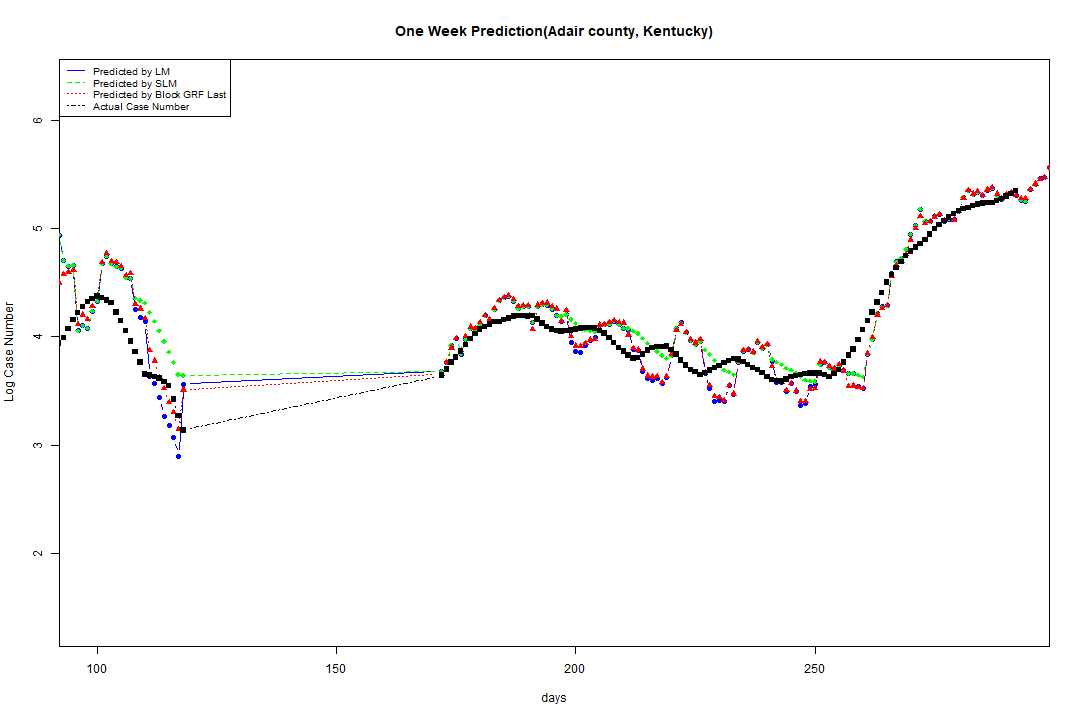 One Week Prediction(Adair county, Kentucky)
Predicted by LM
Predicted by SLM
Predicted by Block GRF Last
Actual Case Number
6
5
4
3
2
Log Case Number
100 150 200 250
days